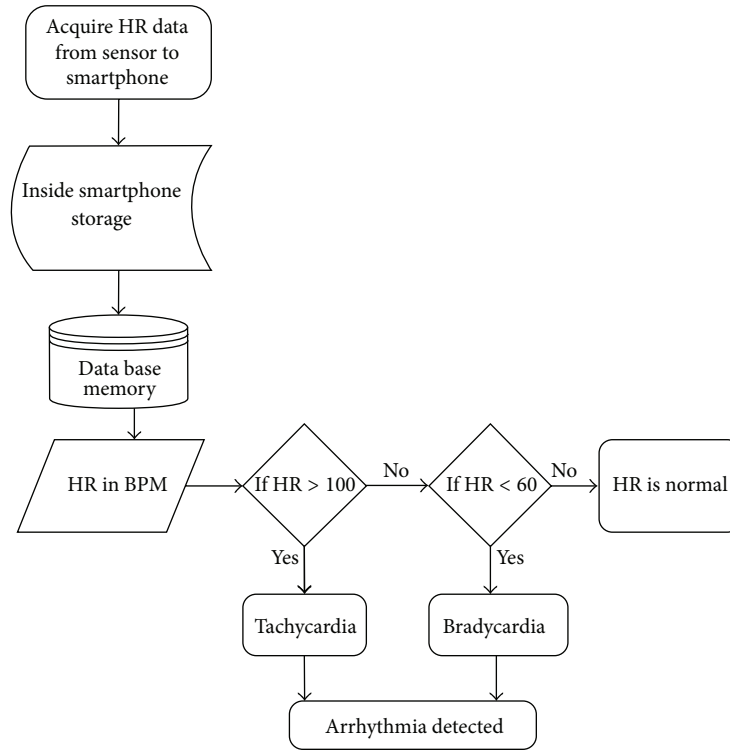 Acquire HR data
from sensor to
smartphone
Inside smartphone
storage
Data base
memory
HR in BPM
If HR > 100
No
If HR < 60
No
HR is normal
Yes
Yes
Tachycardia
Bradycardia
Arrhythmia detected